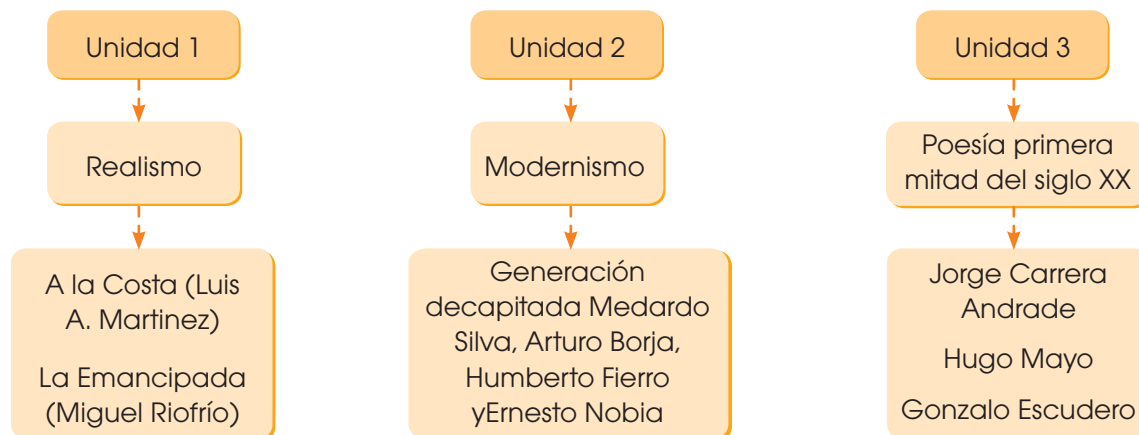 Unidad 1
Realismo
A la Costa (Luis
A. Martinez)
La Emancipada
(Miguel Riofrío)
Unidad 2
Modernismo
Generación
decapitada Medardo
Silva, Arturo Borja,
Humberto Fierro
yErnesto Nobia
Unidad 3
Poesía primera
mitad del siglo XX
Jorge Carrera
Andrade
Hugo Mayo
Gonzalo Escudero